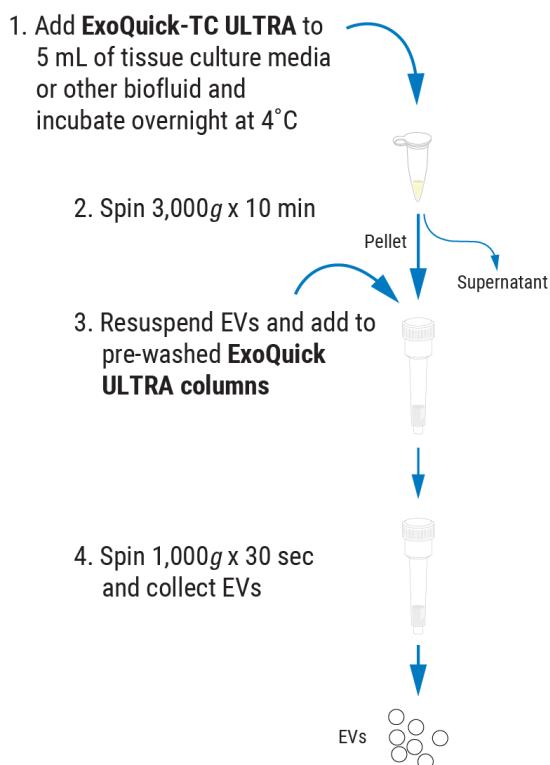 1. Add ExoQuick-TC ULTRA to
5 mL of tissue culture media
or other biofluid and
incubate overnight at 4˚C
2. Spin 3,000g x 10 min
Pellet
Supernatant
3. Resuspend EVs and add to
pre-washed ExoQuick
ULTRA columns
4. Spin 1,000g x 30 sec
and collect EVs
EVs